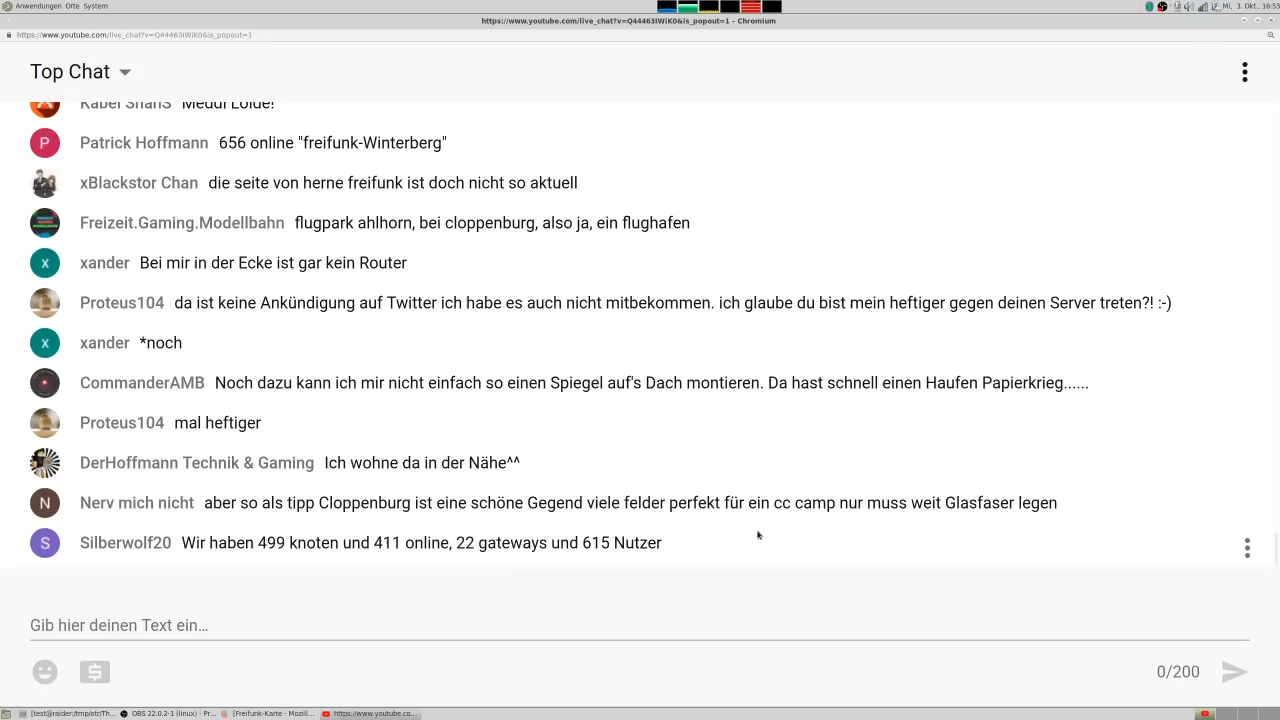 Anwendungen Orte System
Mi, 3. Okt, 16:53
https://www.youtube.com/live_chat?v=Q44463IWiK0&is_popout=1 - Chromium
https://www.youtube.com/live_chat?v=Q44463IWiK0&is_popout=1
Top Chat
Kabel ShanS Meddl Loide!
P Patrick Hoffmann 656 online "freifunk-Winterberg"
xBlackstor Chan die seite von herne freifunk ist doch nicht so aktuell
Freizeit.Gaming.Modellbahn flugpark ahlhorn, bei cloppenburg, also ja, ein flughafen
x xander Bei mir in der Ecke ist gar kein Router
Proteus104 da ist keine Ankündigung auf Twitter ich habe es auch nicht mitbekommen. ich glaube du bist mein heftiger gegen deinen Server treten?! :-)
x xander *noch
CommanderAMB Noch dazu kann ich mir nicht einfach so einen Spiegel auf's Dach montieren. Da hast schnell einen Haufen Papierkrieg......
Proteus104 mal heftiger
DerHoffmann Technik & Gaming Ich wohne da in der Nähe^^
N Nerv mich nicht aber so als tipp Cloppenburg ist eine schöne Gegend viele felder perfekt für ein cc camp nur muss weit Glasfaser legen
S Silberwolf20 Wir haben 499 knoten und 411 online, 22 gateways und 615 Nutzer
Gib hier deinen Text ein…
0/200
[test@raider:/tmp/otr/Th... OBS 22.0.2-1 (linux) - Pr... [Freifunk-Karte - Mozill... https://www.youtube.co...